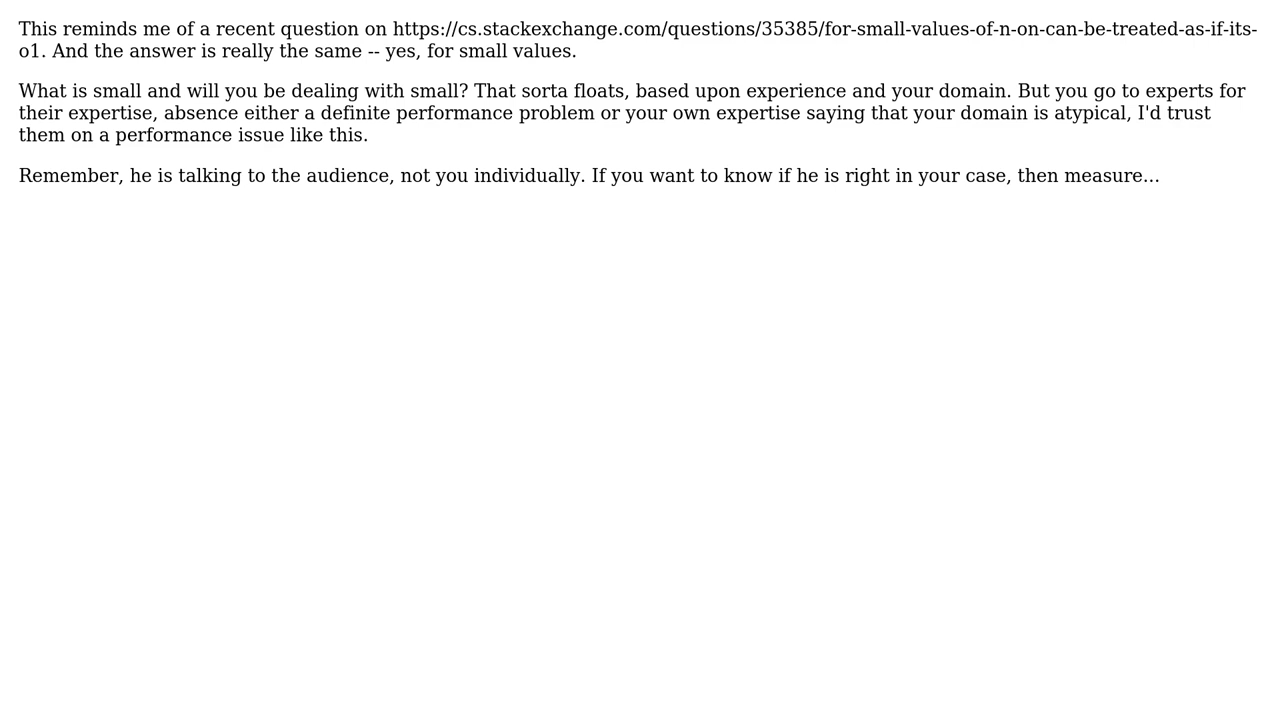 This reminds me of a recent question on https://cs.stackexchange.com/questions/35385/for-small-values-of-n-on-can-be-treated-as-if-its-
o1. And the answer is really the same -- yes, for small values.
What is small and will you be dealing with small? That sorta floats, based upon experience and your domain. But you go to experts for
their expertise, absence either a definite performance problem or your own expertise saying that your domain is atypical, I'd trust
them on a performance issue like this.
Remember, he is talking to the audience, not you individually. If you want to know if he is right in your case, then measure...